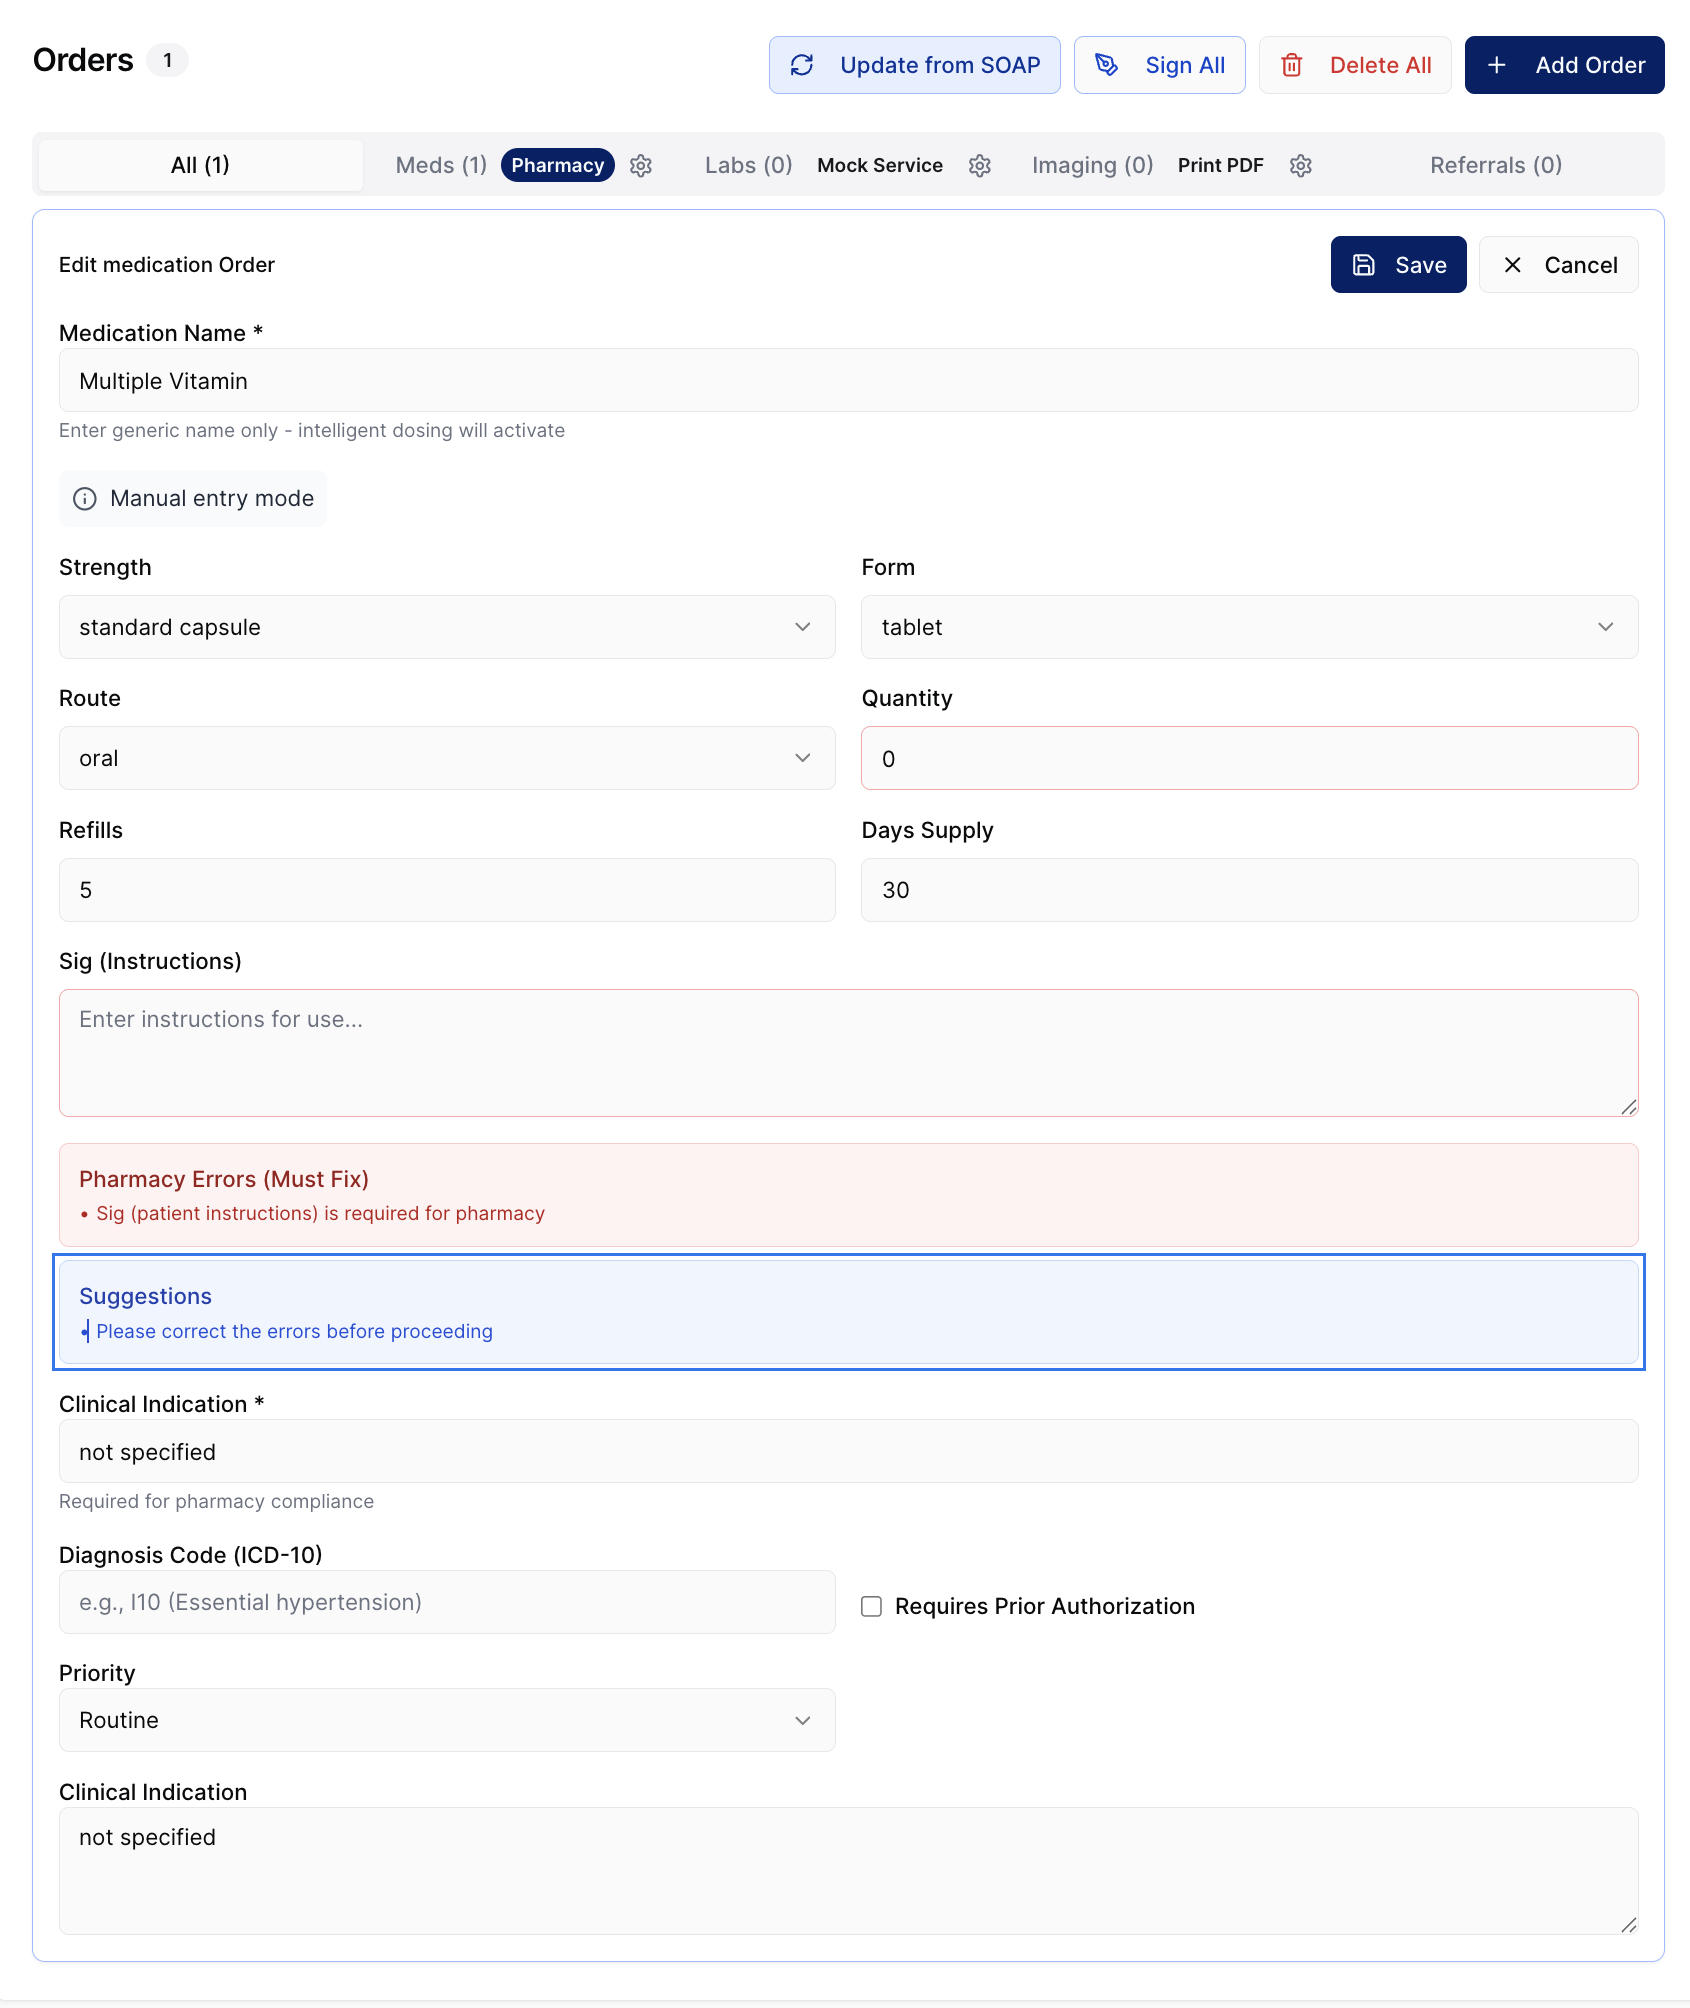 Orders 1
Update from SOAP
Sign All
Delete All
Add Order
All (1)
Meds (1) Pharmacy
Labs (0) Mock Service
Imaging (0) Print PDF
Referrals (0)
Edit medication Order
Save
Cancel
Medication Name *
Multiple Vitamin
Enter generic name only - intelligent dosing will activate
Manual entry mode
Strength
Form
standard capsule
tablet
Route
Quantity
oral
0
Refills
Days Supply
5
30
Sig (Instructions)
Enter instructions for use...
Pharmacy Errors (Must Fix)
• Sig (patient instructions) is required for pharmacy
Suggestions
• Please correct the errors before proceeding
Clinical Indication *
not specified
Required for pharmacy compliance
Diagnosis Code (ICD-10)
e.g., I10 (Essential hypertension)
Requires Prior Authorization
Priority
Routine
Clinical Indication
not specified